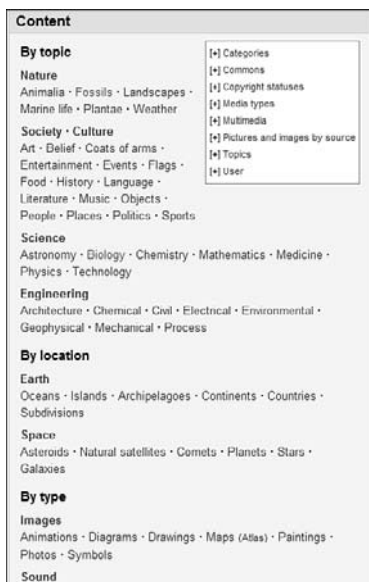 Content
By topic
Nature
Animalia · Fossils · Landscapes ·
Marine life · Plantae · Weather
Society · Culture
Art · Belief · Coats of arms ·
Entertainment · Events · Flags ·
Food · History · Language ·
Literature · Music · Objects ·
People · Places · Politics · Sports
[+] Categories
[+] Commons
[+] Copyright statuses
[+] Media types
[+] Multimedia
[+] Pictures and images by source
[+] Topics
[+] User
Science
Astronomy · Biology · Chemistry · Mathematics · Medicine ·
Physics · Technology
Engineering
Architecture · Chemical · Civil · Electrical · Environmental ·
Geophysical · Mechanical · Process
By location
Earth
Oceans · Islands · Archipelagoes · Continents · Countries ·
Subdivisions
Space
Asteroids · Natural satellites · Comets · Planets · Stars ·
Galaxies
By type
Images
Animations · Diagrams · Drawings · Maps (Atlas) · Paintings ·
Photos · Symbols
Sound